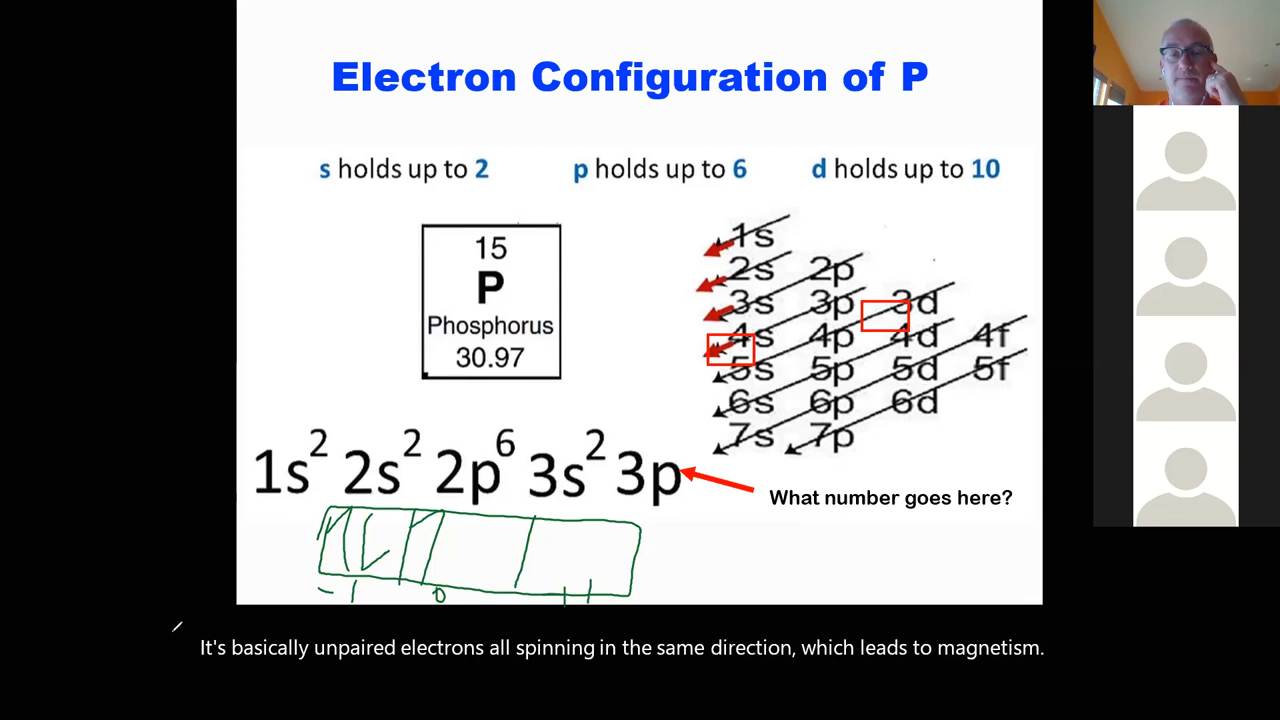 Electron Configuration of P
s holds up to 2 p holds up to 6 d holds up to 10
15
P
Phosphorus
30.97
1s
2s 2p
3s 3p 3d
4s 4p 4d 4f
5s 5p 5d 5f
6s 6p 6d
7s 7p
1s² 2s² 2p⁶ 3s² 3p
What number goes here?
-1 0 +1
It's basically unpaired electrons all spinning in the same direction, which leads to magnetism.